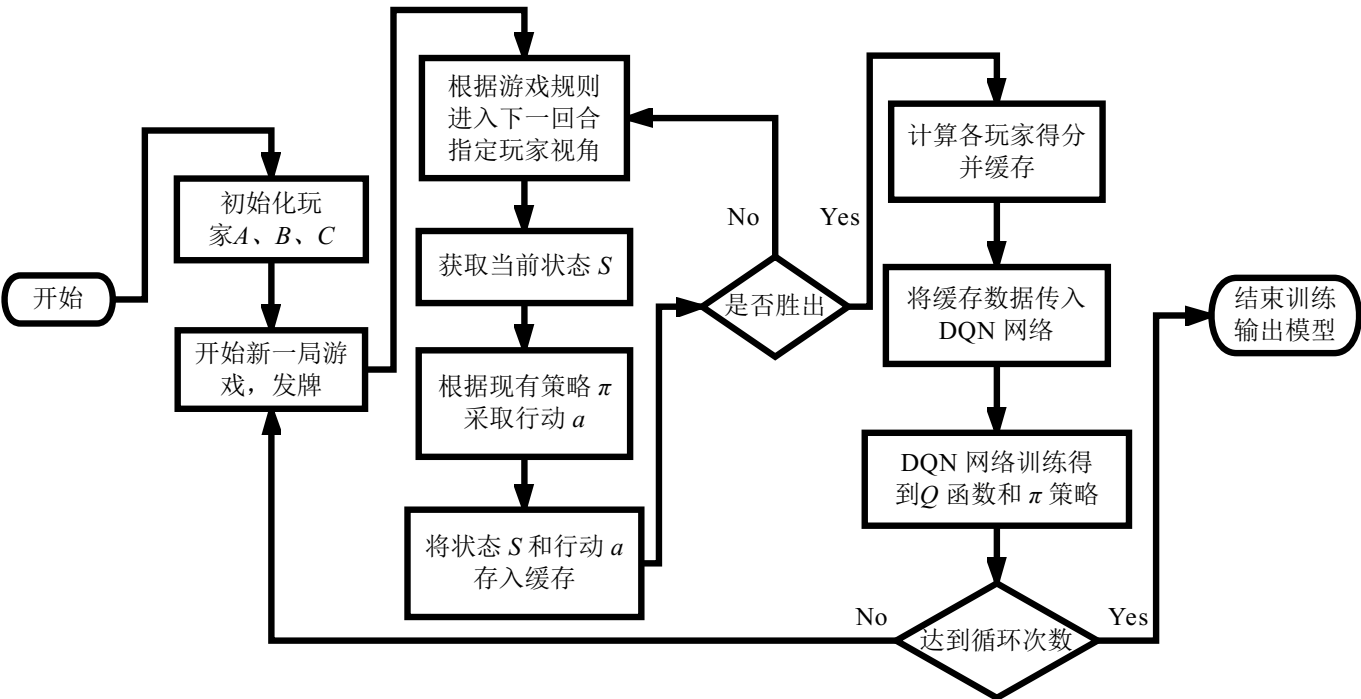 开始
初始化玩
家A、B、C
开始新一局游
戏，发牌
根据游戏规则
进入下一回合
指定玩家视角
获取当前状态 S
根据现有策略 π
采取行动 a
将状态 S 和行动 a
存入缓存
是否胜出
No
Yes
计算各玩家得分
并缓存
将缓存数据传入
DQN 网络
DQN 网络训练得
到Q 函数和 π 策略
达到循环次数
No
Yes
结束训练
输出模型